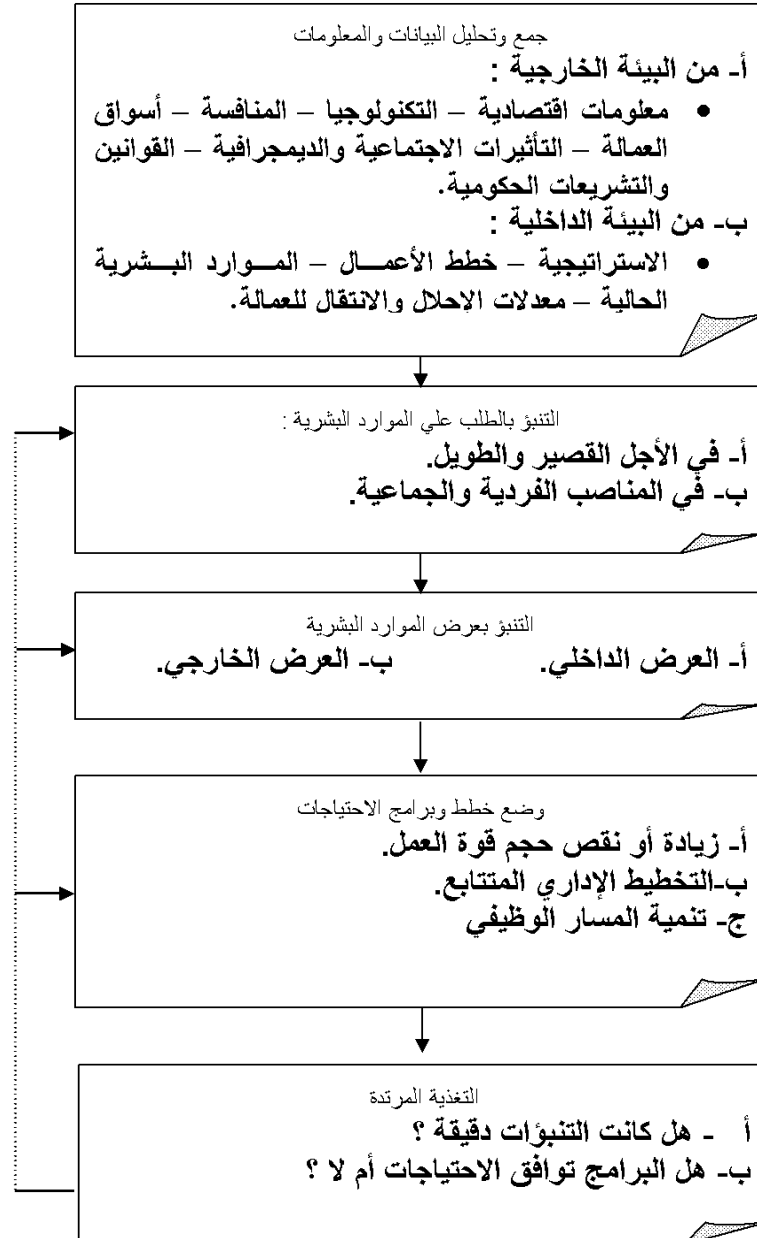 جمع وتحليل البيانات والمعلومات
أ- من البيئة الخارجية :
• معلومات اقتصادية – التكنولوجيا – المنافسة – أسواق
العمالة – التأثيرات الاجتماعية والديمجرافية – القوانين
والتشريعات الحكومية.
ب- من البيئة الداخلية :
• الاستراتيجية – خطط الأعمـــال – المـــوارد البـــشرية
الحالية – معدلات الإحلال والانتقال للعمالة.
التنبؤ بالطلب علي الموارد البشرية :
أ- في الأجل القصير والطويل.
ب- في المناصب الفردية والجماعية.
التنبؤ بعرض الموارد البشرية
أ- العرض الداخلي. ب- العرض الخارجي.
وضع خطط وبرامج الاحتياجات
أ- زيادة أو نقص حجم قوة العمل.
ب-التخطيط الإداري المتتابع.
ج- تنمية المسار الوظيفي
التغذية المرتدة
أ - هل كانت التنبؤات دقيقة ؟
ب- هل البرامج توافق الاحتياجات أم لا ؟